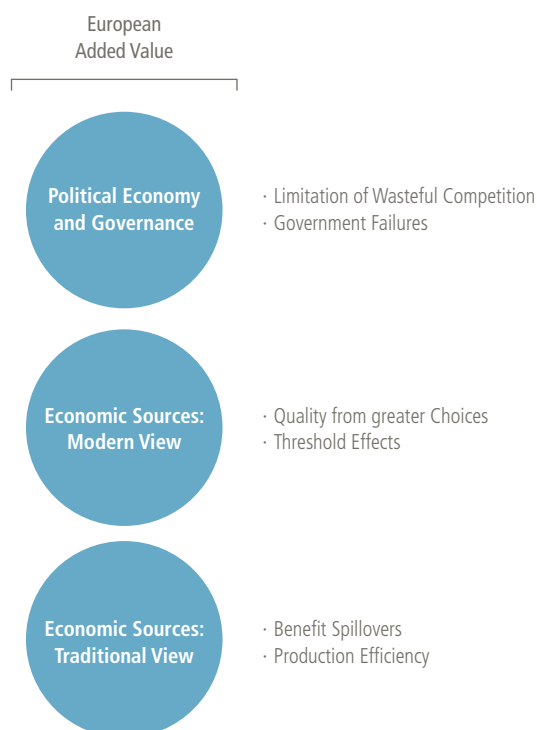 European
Added Value
Political Economy
and Governance
· Limitation of Wasteful Competition
· Government Failures
Economic Sources:
Modern View
· Quality from greater Choices
· Threshold Effects
Economic Sources:
Traditional View
· Benefit Spillovers
· Production Efficiency